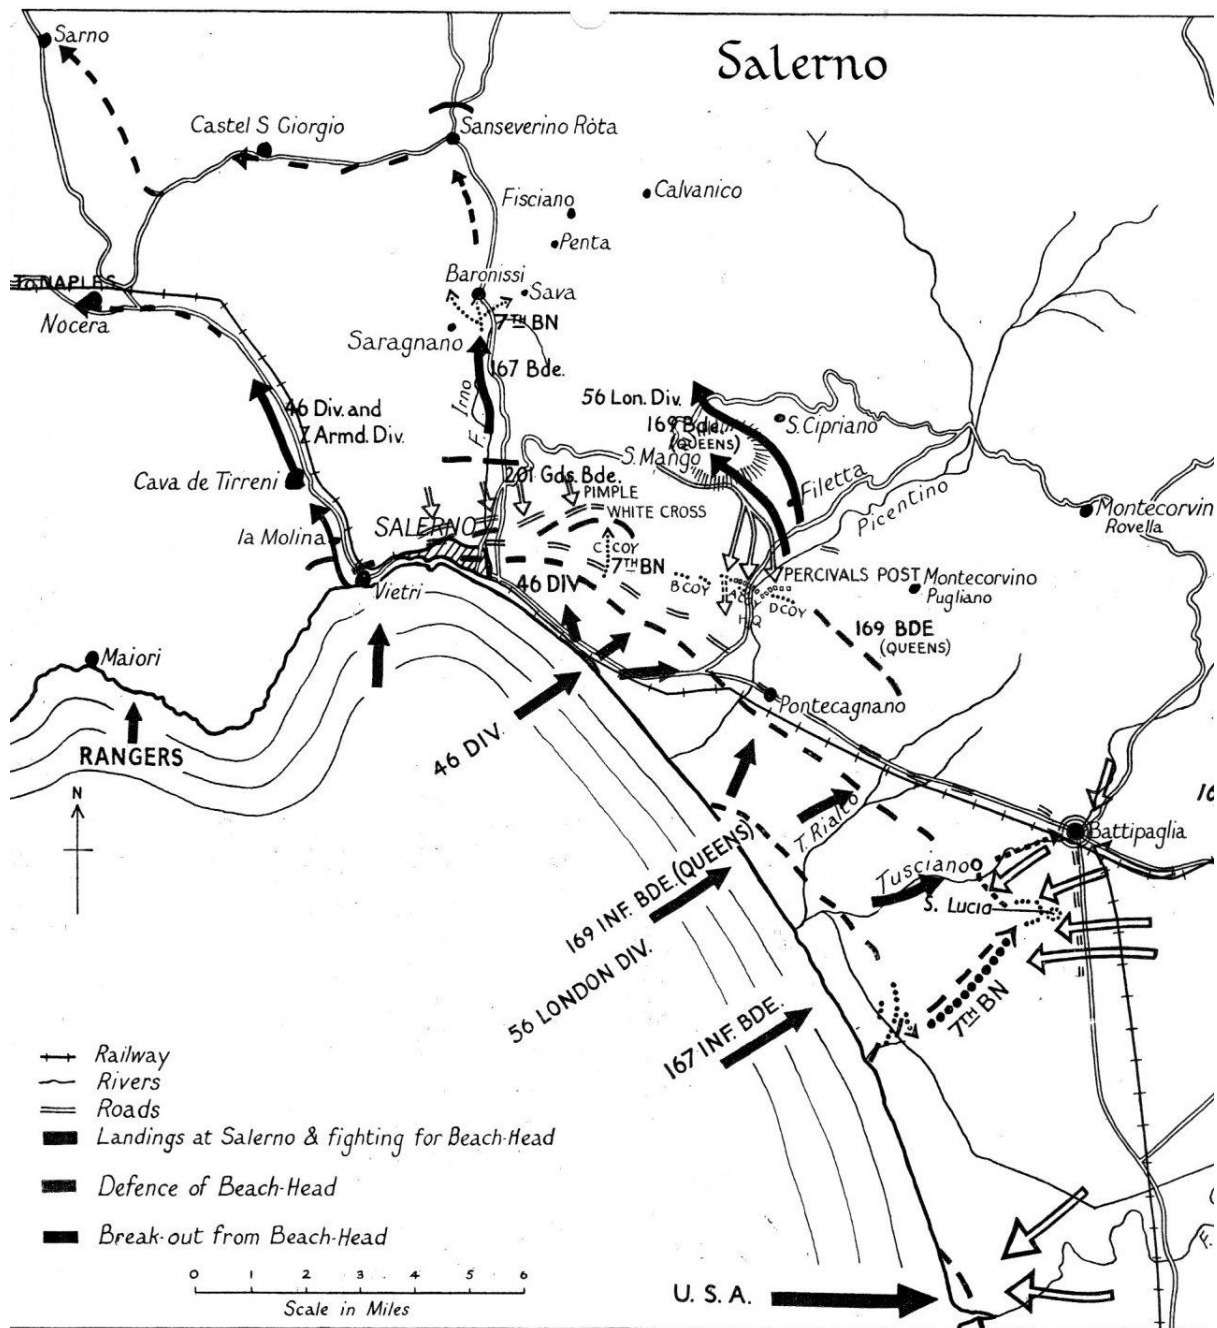 Salerno
Sarno
Castel S Giorgio
Sanseverino Ròta
Fisciano
Calvanico
Penta
To NAPLES
Nocera
Baronissi
Sava
7TH BN
Saragnano
167 Bde.
F. Irno
46 Div. and
7 Armd. Div.
56 Lon. Div.
169 Bde.
(QUEENS)
S. Cipriano
S. Mango
Filetta
Picentino
Cava de Tirreni
201 Gds. Bde.
PIMPLE
WHITE CROSS
SALERNO
la Molina
Montecorvino
Rovella
C COY
7TH BN
46 DIV
Vietri
B COY
A COY
H.Q.
D COY
PERCIVALS POST
Montecorvino
Pugliano
169 BDE
(QUEENS)
Maiori
RANGERS
Pontecagnano
46 DIV.
N
T. Rialto
16
Battipaglia
Tusciano
S. Lucia
169 INF. BDE. (QUEENS)
56 LONDON DIV.
167 INF. BDE.
7TH BN
Railway
Rivers
Roads
Landings at Salerno & fighting for Beach-Head
Defence of Beach-Head
Break-out from Beach-Head
0 1 2 3 4 5 6
Scale in Miles
U. S. A.
F.